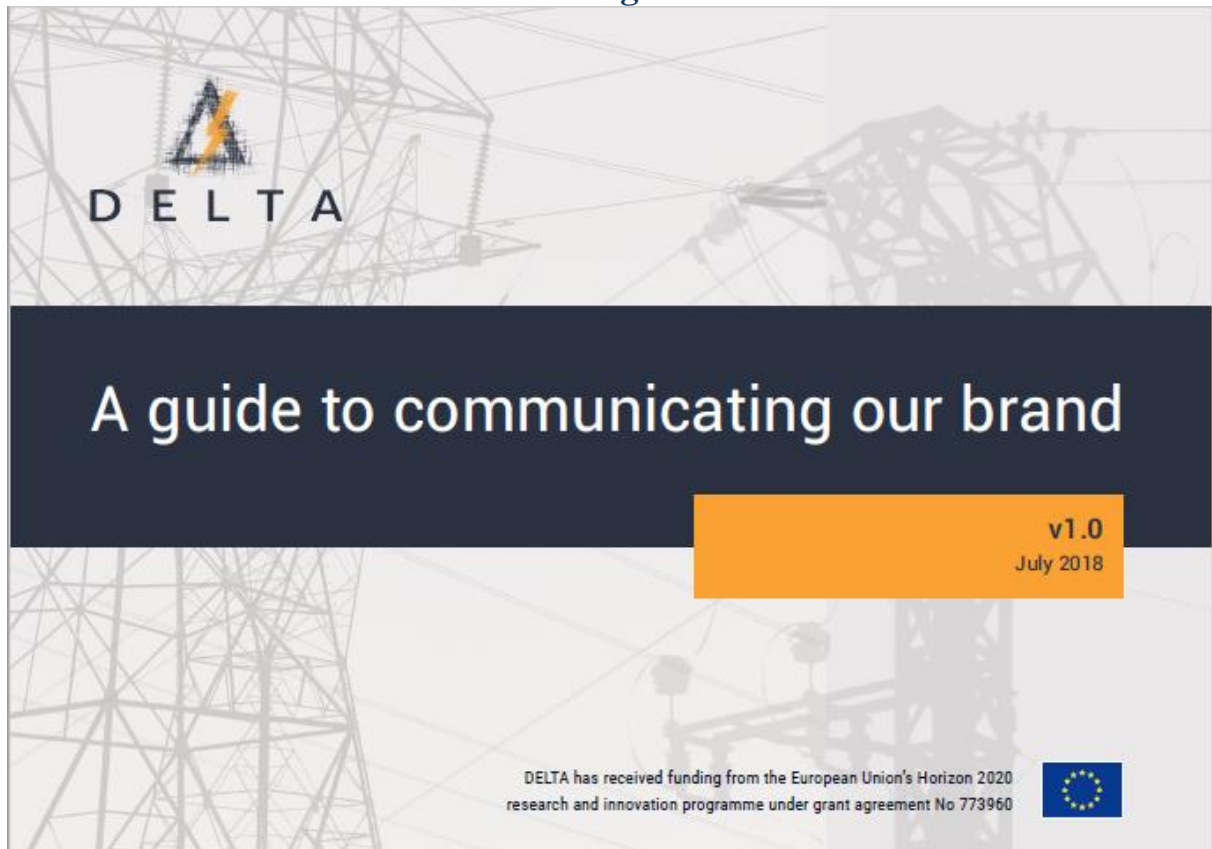 DELTA
A guide to communicating our brand
v1.0
July 2018
DELTA has received funding from the European Union's Horizon 2020
research and innovation programme under grant agreement No 773960